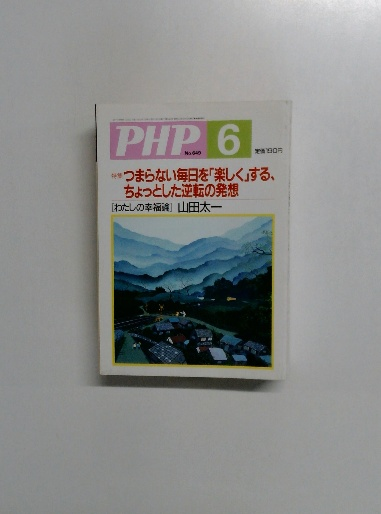 PHP 6
No.649
定価190円
特集 つまらない毎日を「楽しく」する、
ちょっとした逆転の発想
[わたしの幸福論] 山田太一